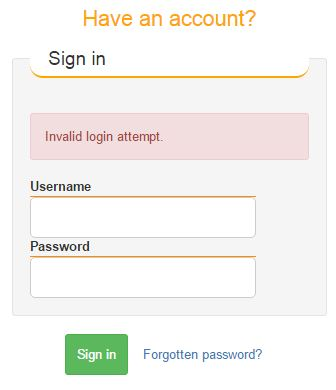 Have an account?
Sign in
Invalid login attempt.
Username
Password
Sign in Forgotten password?